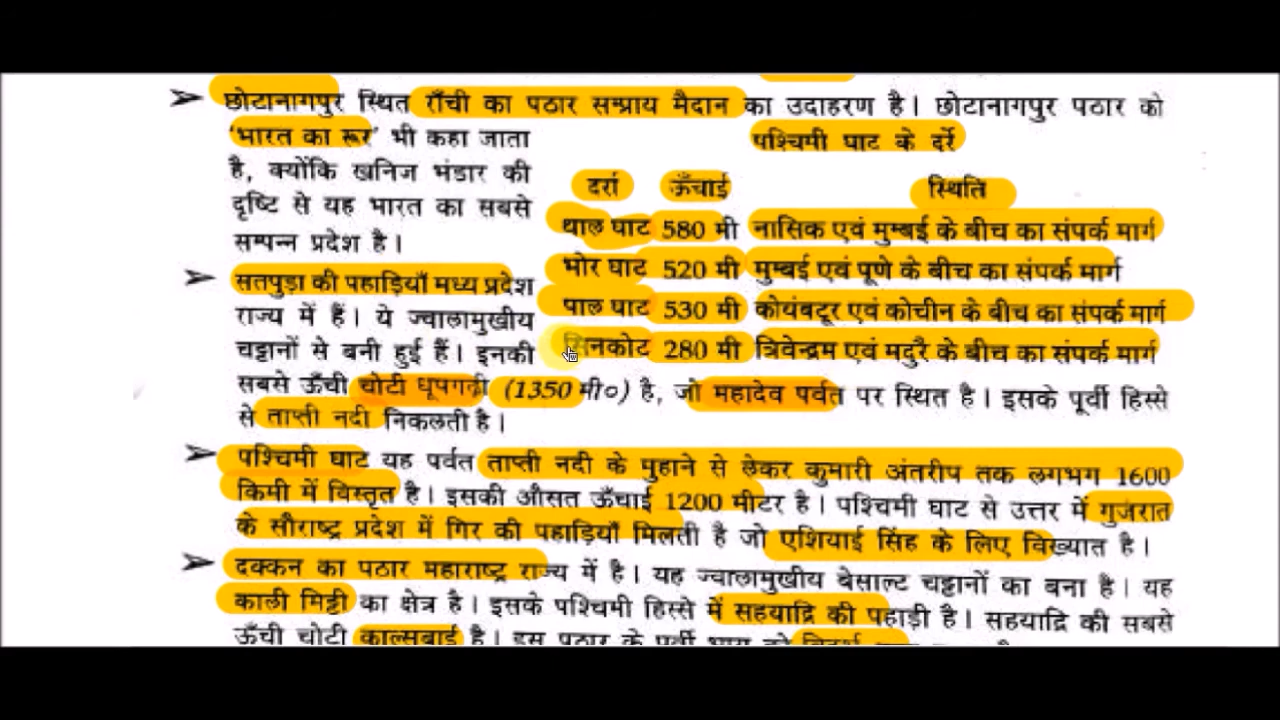 छोटानागपुर स्थित राँची का पठार सम्प्राय मैदान का उदाहरण है। छोटानागपुर पठार को
'भारत का रूर' भी कहा जाता
है, क्योंकि खनिज भंडार की
दृष्टि से यह भारत का सबसे
सम्पन्न प्रदेश है।
पश्चिमी घाट के दर्रे
दर्रा ऊँचाई स्थिति
थाल घाट 580 मी नासिक एवं मुम्बई के बीच का संपर्क मार्ग
भोर घाट 520 मी मुम्बई एवं पूणे के बीच का संपर्क मार्ग
पाल घाट 530 मी कोयंबटूर एवं कोचीन के बीच का संपर्क मार्ग
280 मी त्रिवेन्द्रम एवं मदुरै के बीच का संपर्क मार्ग
सतपुड़ा की पहाड़ियाँ मध्य प्रदेश
राज्य में हैं। ये ज्वालामुखीय
चट्टानों से बनी हुई हैं। इनकी
सबसे ऊँची चोटी धूपगढ़ी (1350 मी०) है, जो महादेव पर्वत पर स्थित है। इसके पूर्वी हिस्से
से ताप्ती नदी निकलती है।
पश्चिमी घाट यह पर्वत ताप्ती नदी के मुहाने से लेकर कुमारी अंतरीप तक लगभग 1600
किमी में विस्तृत है। इसकी औसत ऊँचाई 1200 मीटर है। पश्चिमी घाट से उत्तर में गुजरात
के सौराष्ट्र प्रदेश में गिर की पहाड़ियाँ मिलती है जो एशियाई सिंह के लिए विख्यात है।
दक्कन का पठार महाराष्ट्र राज्य में है। यह ज्वालामुखीय बेसाल्ट चट्टानों का बना है। यह
काली मिट्टी का क्षेत्र है। इसके पश्चिमी हिस्से में सहयाद्रि की पहाड़ी है। सहयाद्रि की सबसे
ऊँची चोटी काल्सबाई है। इस पठार के पूर्वी भाग को विदर्भ